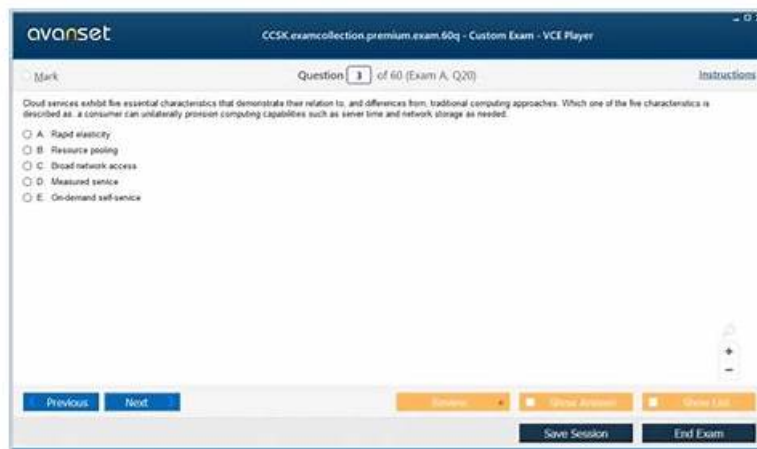 avanset
CCSK.examcollection.premium.exam.60q - Custom Exam - VCE Player
Mark
Question 3 of 60 (Exam A, Q20)
Instructions
Cloud services exhibit five essential characteristics that demonstrate their relation to, and differences from, traditional computing approaches. Which one of the five characteristics is
described as: a consumer can unilaterally provision computing capabilities such as server time and network storage as needed.
A. Rapid elasticity
B. Resource pooling
C. Broad network access
D. Measured service
E. On-demand self-service
Previous
Next
Review
Show Answer
Show List
Save Session
End Exam